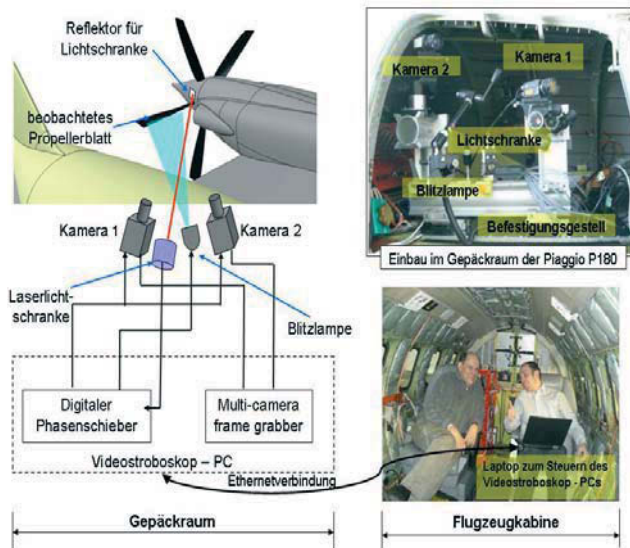 Reflektor für
Lichtschranke
beobachtetes
Propellerblatt
Kamera 1
Kamera 2
Laserlicht-
schranke
Blitzlampe
Digitaler
Phasenschieber
Multi-camera
frame grabber
Videostroboskop – PC
Ethernetverbindung
Gepäckraum
Kamera 1
Kamera 2
Lichtschranke
Blitzlampe
Befestigungsgestell
Einbau im Gepäckraum der Piaggio P180
Laptop zum Steuern des
Videostroboskop - PCs
Flugzeugkabine